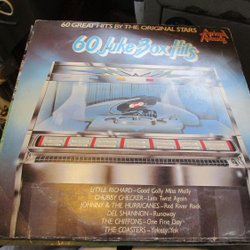 60 GREAT HITS BY THE ORIGINAL STARS
60 Juke Box Hits
LITTLE RICHARD-Good Golly Miss Molly
CHUBBY CHECKER-Lets Twist Again
JOHNNY & THE HURRICANES-Red River Rock
DEL SHANNON-Runaway
THE CHIFFONS-One Fine Day
THE COASTERS-Yakety Yak